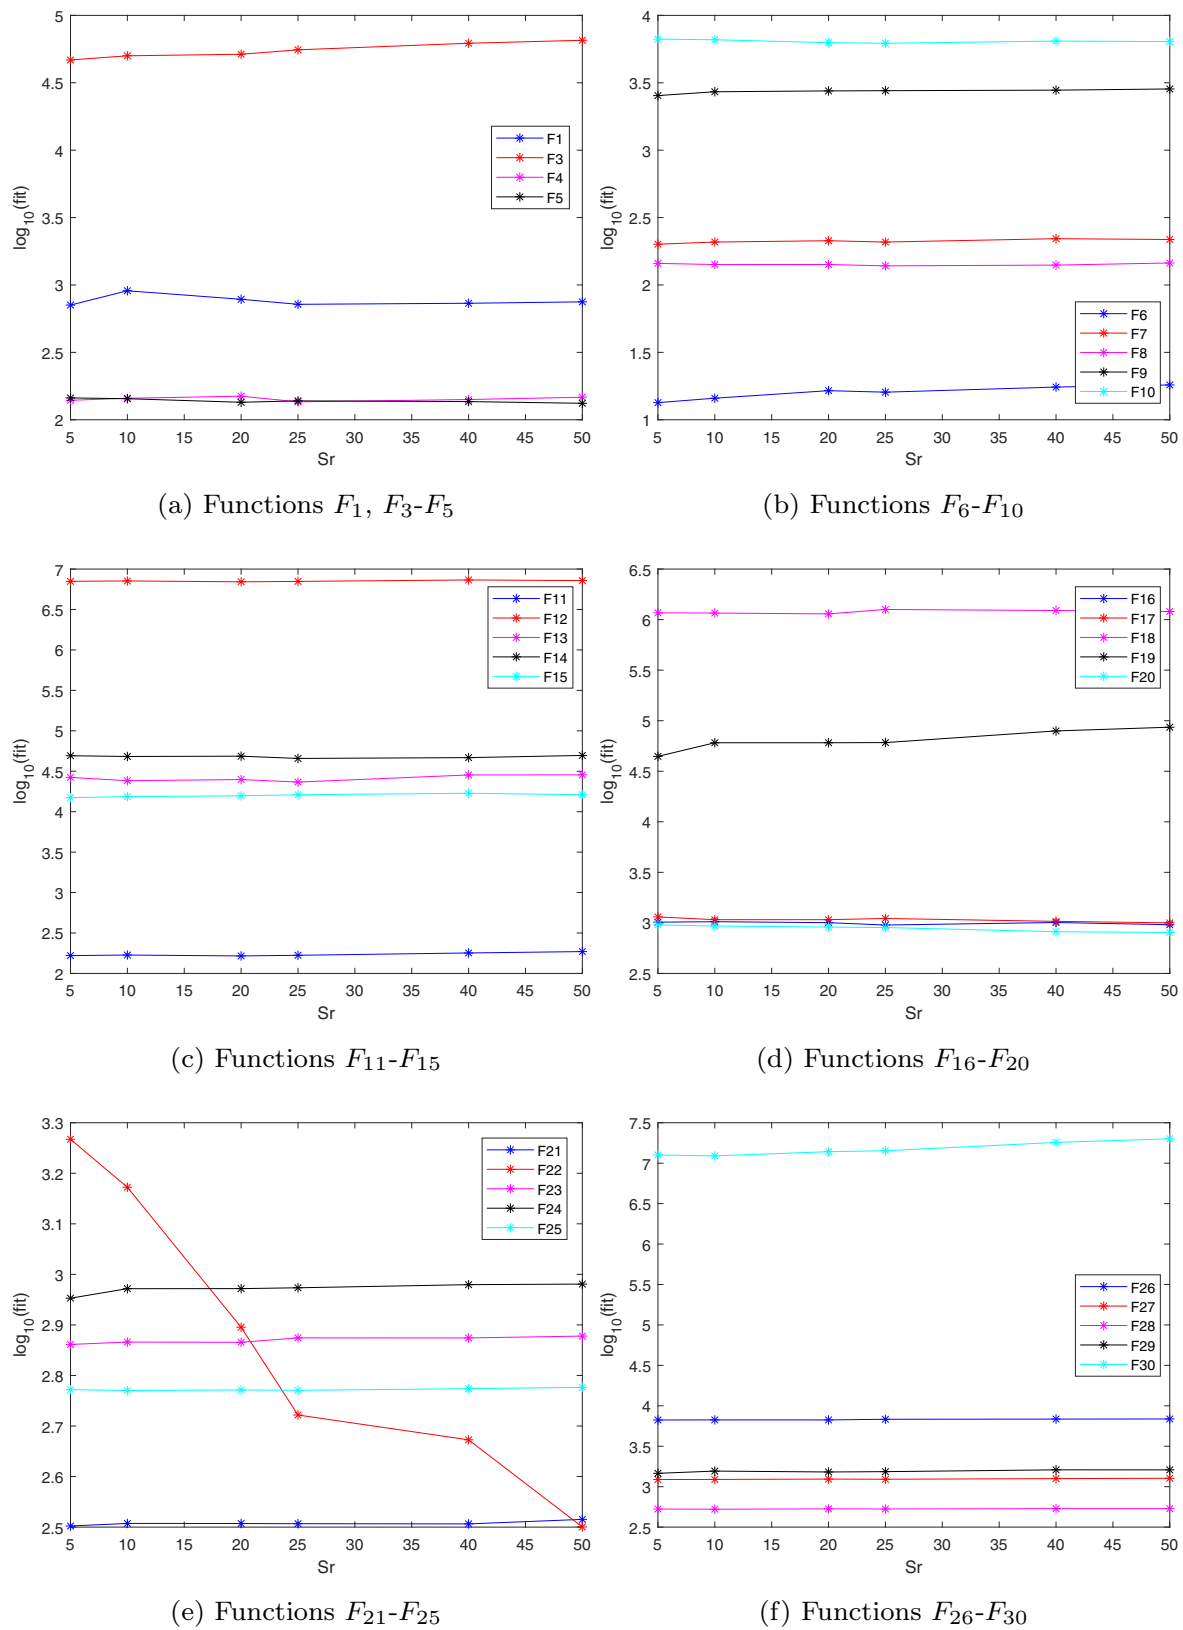 5
4.5
4
3.5
3
2.5
2
log10(fit)
5 10 15 20 25 30 35 40 45 50
Sr
F1
F3
F4
F5
(a) Functions F1, F3-F5
4
3.5
3
2.5
2
1.5
1
log10(fit)
5 10 15 20 25 30 35 40 45 50
Sr
F6
F7
F8
F9
F10
(b) Functions F6-F10
7
6.5
6
5.5
5
4.5
4
3.5
3
2.5
2
log10(fit)
5 10 15 20 25 30 35 40 45 50
Sr
F11
F12
F13
F14
F15
(c) Functions F11-F15
6.5
6
5.5
5
4.5
4
3.5
3
2.5
log10(fit)
5 10 15 20 25 30 35 40 45 50
Sr
F16
F17
F18
F19
F20
(d) Functions F16-F20
3.3
3.2
3.1
3
2.9
2.8
2.7
2.6
2.5
log10(fit)
5 10 15 20 25 30 35 40 45 50
Sr
F21
F22
F23
F24
F25
(e) Functions F21-F25
7.5
7
6.5
6
5.5
5
4.5
4
3.5
3
2.5
log10(fit)
5 10 15 20 25 30 35 40 45 50
Sr
F26
F27
F28
F29
F30
(f) Functions F26-F30